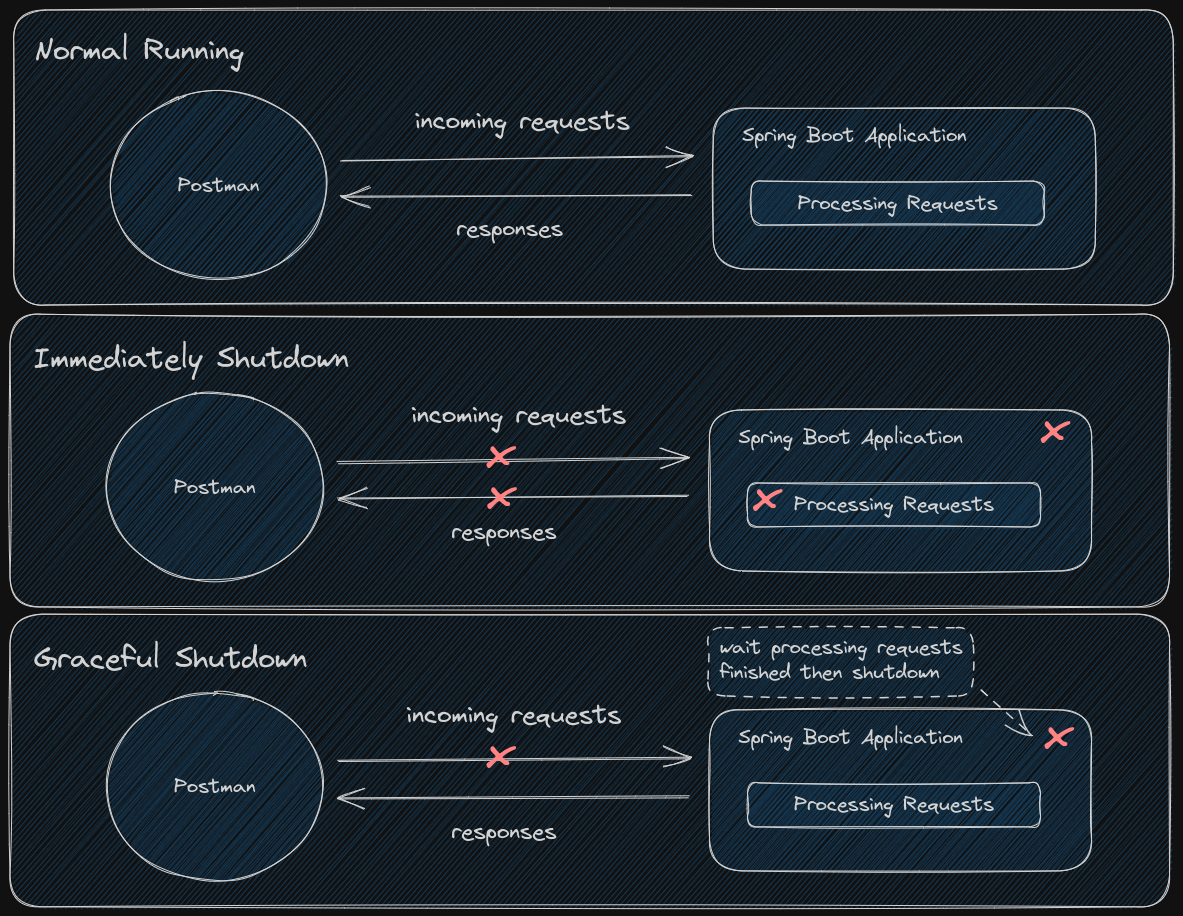 Normal Running
incoming requests
Spring Boot Application
Postman
Processing Requests
responses
Immediately Shutdown
incoming requests
Spring Boot Application
Postman
Processing Requests
responses
Graceful Shutdown
wait processing requests
finished then shutdown
incoming requests
Spring Boot Application
Postman
Processing Requests
responses